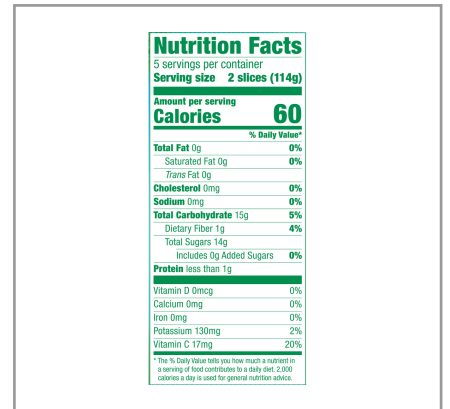 Nutrition Facts
5 servings per container
Serving size 2 slices (114g)
Amount per serving
Calories 60
% Daily Value*
Total Fat 0g 0%
Saturated Fat 0g 0%
Trans Fat 0g
Cholesterol 0mg 0%
Sodium 0mg 0%
Total Carbohydrate 15g 5%
Dietary Fiber 1g 4%
Total Sugars 14g
Includes 0g Added Sugars 0%
Protein less than 1g
Vitamin D 0mcg 0%
Calcium 0mg 0%
Iron 0mg 0%
Potassium 130mg 2%
Vitamin C 17mg 20%
* The % Daily Value tells you how much a nutrient in
a serving of food contributes to a daily diet. 2,000
calories a day is used for general nutrition advice.